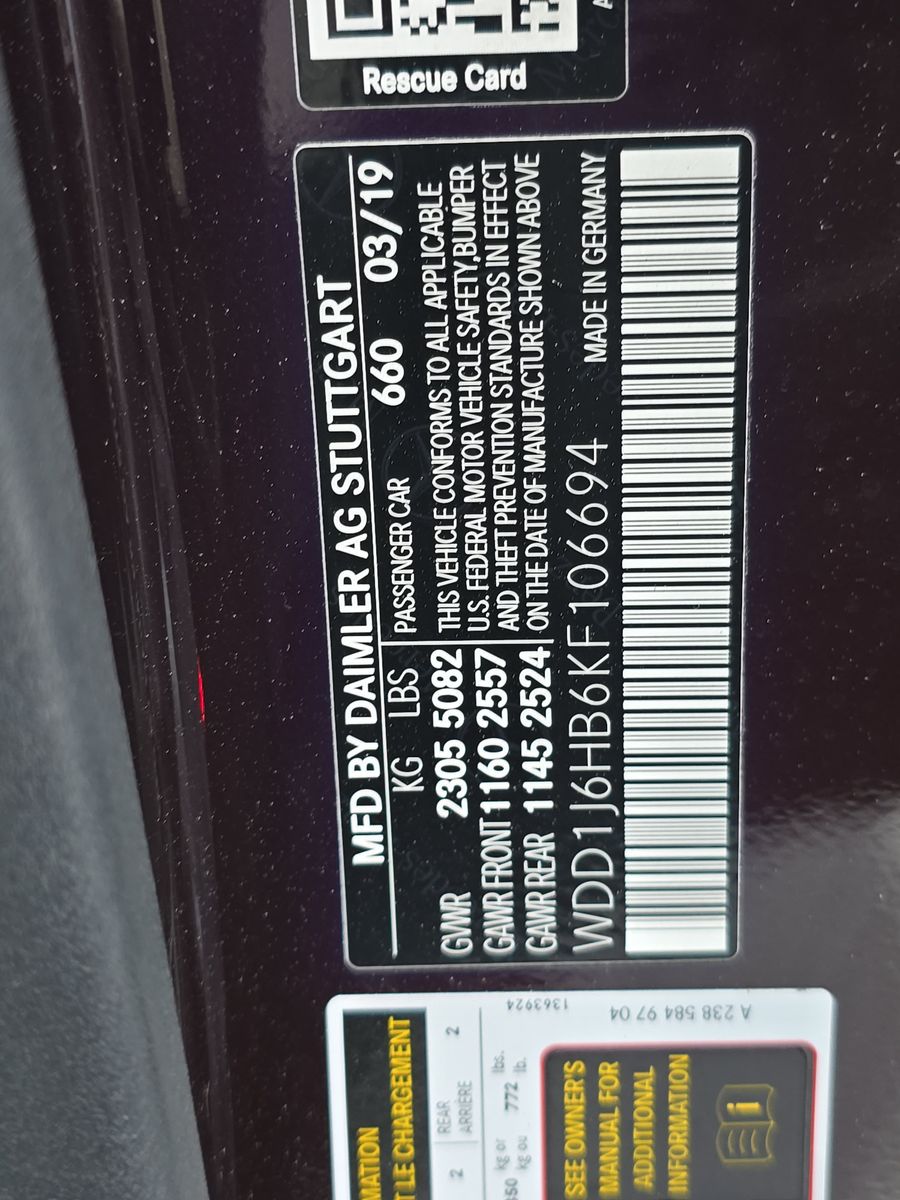 Rescue Card
MFD BY DAIMLER AG STUTTGART
KG LBS PASSENGER CAR 660 03/19
GVWR 2305 5082 THIS VEHICLE CONFORMS TO ALL APPLICABLE
GAWR FRONT 1160 2557 U.S. FEDERAL MOTOR VEHICLE SAFETY,BUMPER
GAWR REAR 1145 2524 AND THEFT PREVENTION STANDARDS IN EFFECT
ON THE DATE OF MANUFACTURE SHOWN ABOVE
WDD1J6HB6KF106694 MADE IN GERMANY
LE CHARGEMENT
2 REAR 2
ARRIÈRE
kg or 772 lbs.
kg ou lb.
SEE OWNER'S
MANUAL FOR
ADDITIONAL
INFORMATION
1363924
A 238 584 97 04